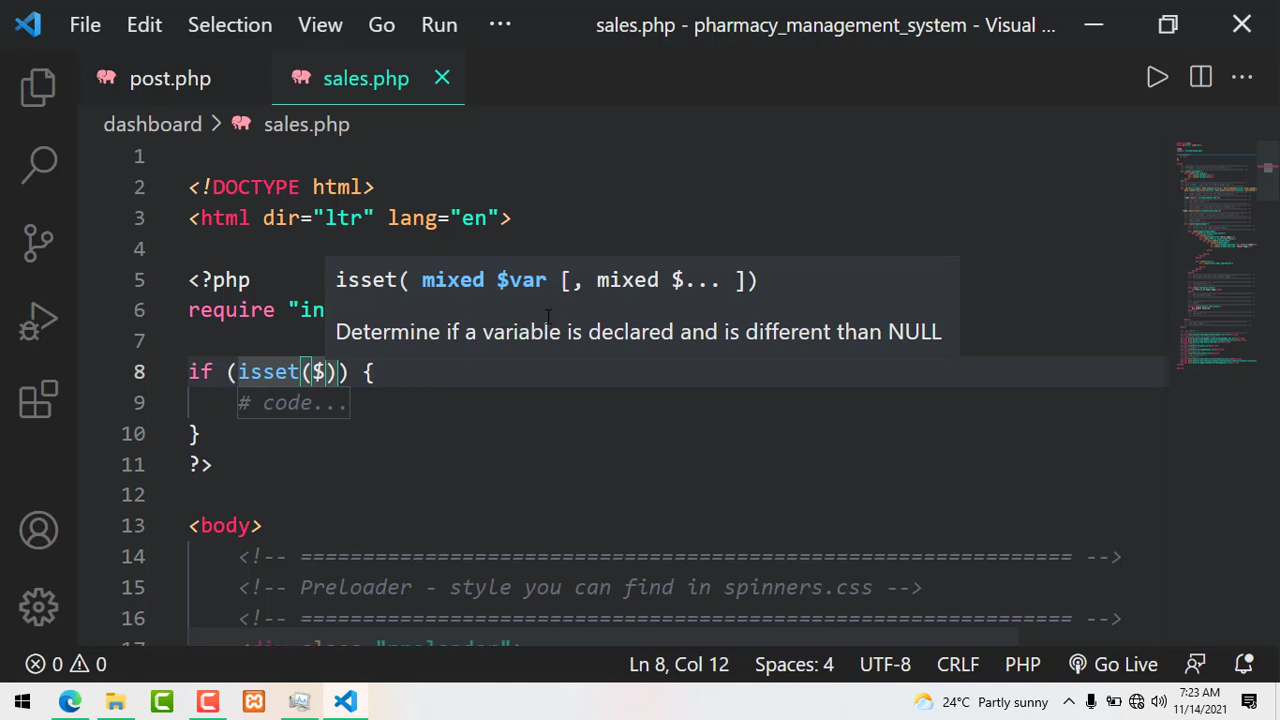 File Edit Selection View Go Run ··· sales.php - pharmacy_management_system - Visual ...
post.php sales.php
dashboard > sales.php
1
2 <!DOCTYPE html>
3 <html dir="ltr" lang="en">
4
5 <?php
isset( mixed $var [, mixed $... ])
6 require "in
Determine if a variable is declared and is different than NULL
7
8 if (isset($)) {
9 # code...
10 }
11 ?>
12
13 <body>
14 <!-- ============================================================== -->
15 <!-- Preloader - style you can find in spinners.css -->
16 <!-- ============================================================== -->
17 <div class="preloader">
0 0 Ln 8, Col 12 Spaces: 4 UTF-8 CRLF PHP Go Live
24°C Partly sunny 7:23 AM
11/14/2021